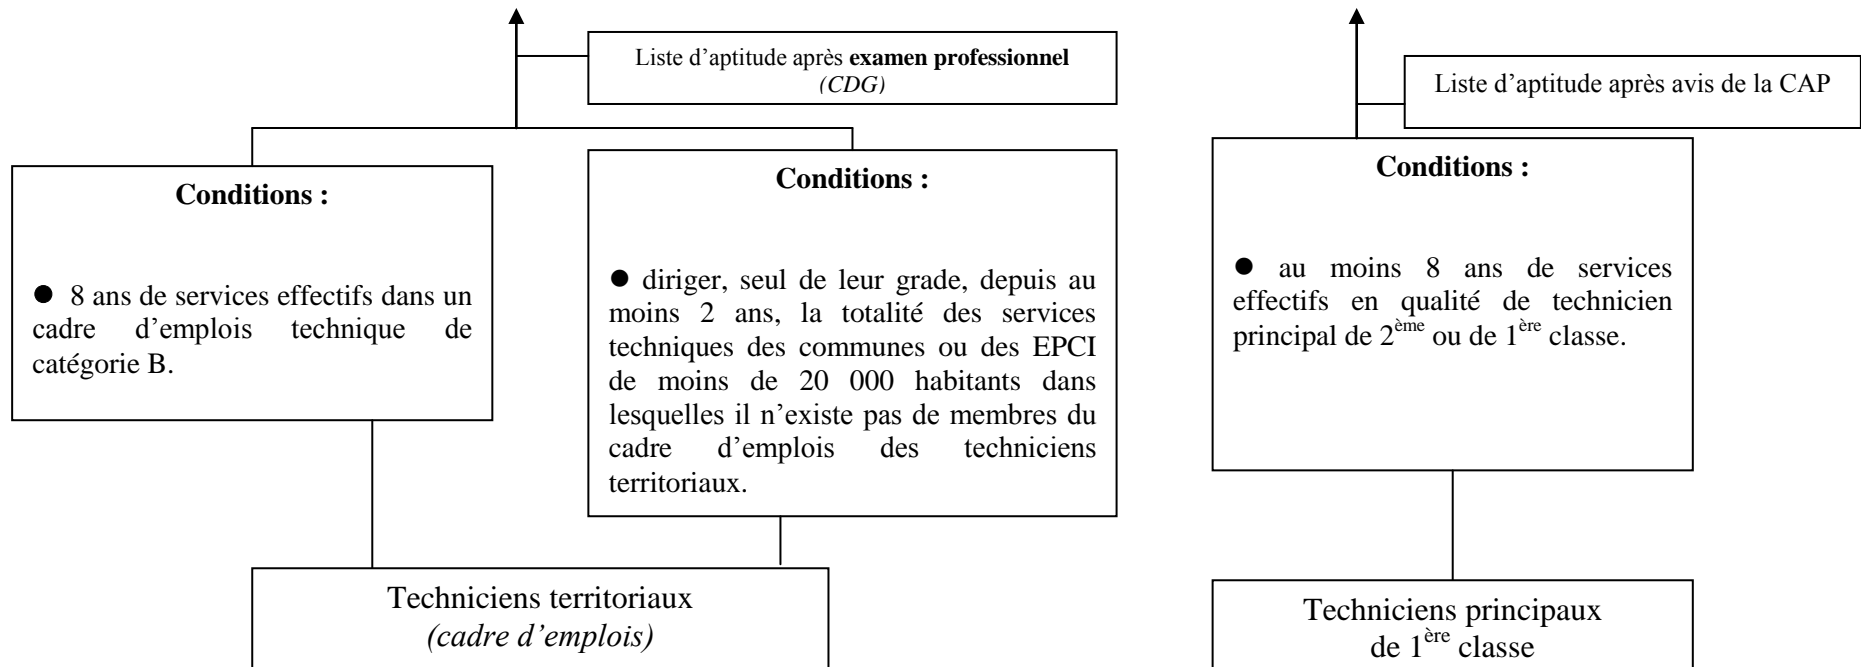 Liste d'aptitude après examen professionnel
(CDG)
Liste d'aptitude après avis de la CAP
Conditions :
● 8 ans de services effectifs dans un
cadre d'emplois technique de
catégorie B.
Conditions :
● diriger, seul de leur grade, depuis au
moins 2 ans, la totalité des services
techniques des communes ou des EPCI
de moins de 20 000 habitants dans
lesquelles il n'existe pas de membres du
cadre d'emplois des techniciens
territoriaux.
Conditions :
● au moins 8 ans de services
effectifs en qualité de technicien
principal de 2ème ou de 1ère classe.
Techniciens territoriaux
(cadre d'emplois)
Techniciens principaux
de 1ère classe